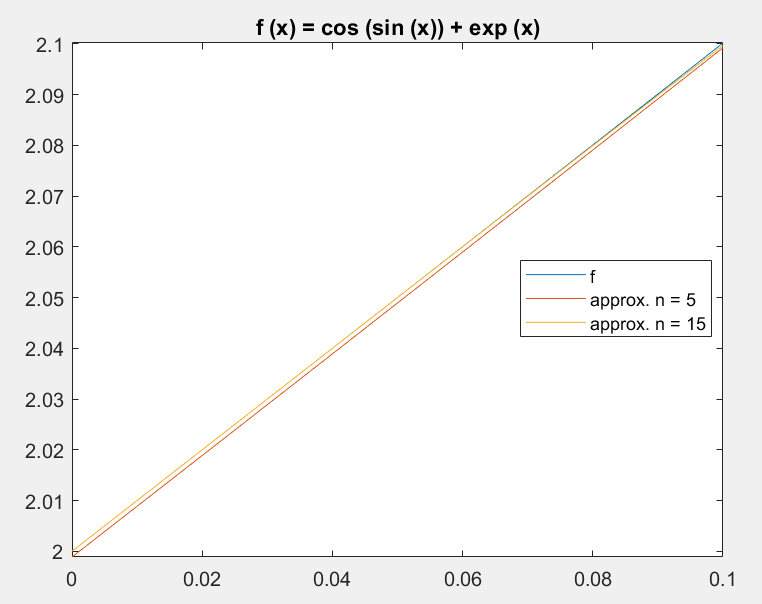 f (x) = cos (sin (x)) + exp (x)
2.1
2.09
2.08
2.07
2.06
2.05
2.04
2.03
2.02
2.01
2
f
approx. n = 5
approx. n = 15
0 0.02 0.04 0.06 0.08 0.1